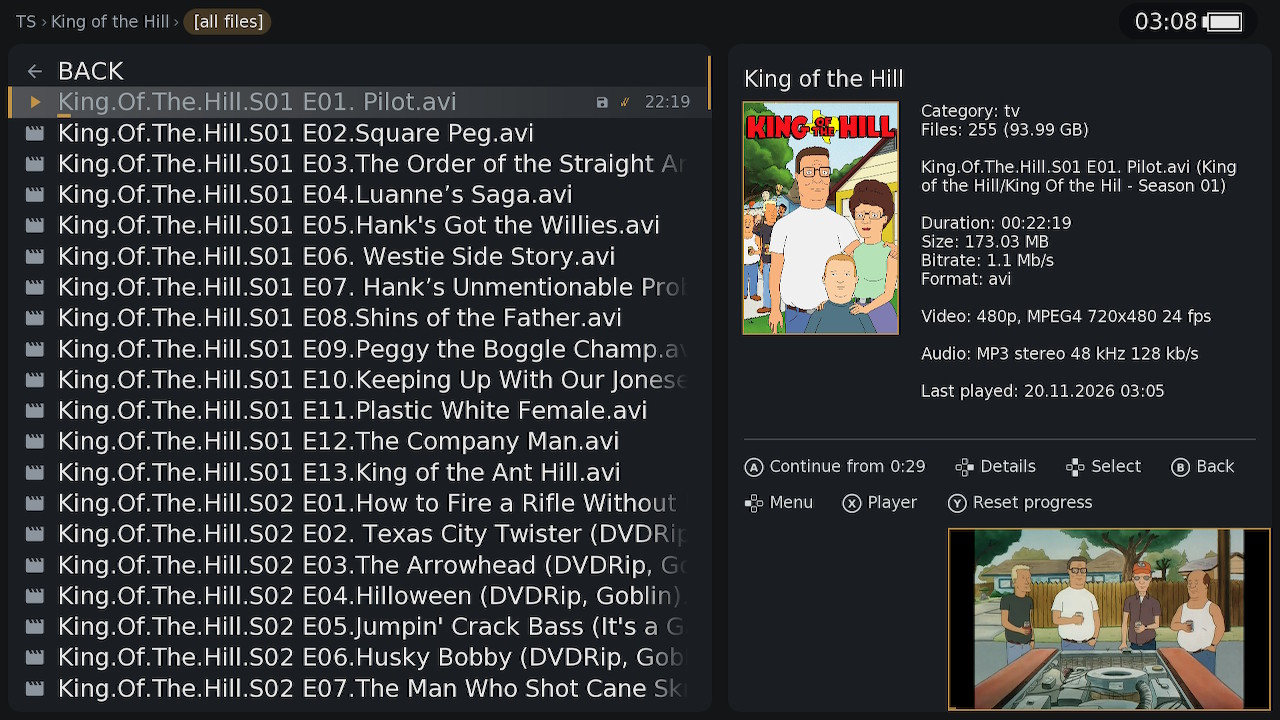 TS › King of the Hill › [all files]
03:08
BACK
King.Of.The.Hill.S01 E01. Pilot.avi 22:19
King.Of.The.Hill.S01 E02.Square Peg.avi
King.Of.The.Hill.S01 E03.The Order of the Straight Ar
King.Of.The.Hill.S01 E04.Luanne’s Saga.avi
King.Of.The.Hill.S01 E05.Hank's Got the Willies.avi
King.Of.The.Hill.S01 E06. Westie Side Story.avi
King.Of.The.Hill.S01 E07. Hank’s Unmentionable Prob
King.Of.The.Hill.S01 E08.Shins of the Father.avi
King.Of.The.Hill.S01 E09.Peggy the Boggle Champ.av
King.Of.The.Hill.S01 E10.Keeping Up With Our Jonese
King.Of.The.Hill.S01 E11.Plastic White Female.avi
King.Of.The.Hill.S01 E12.The Company Man.avi
King.Of.The.Hill.S01 E13.King of the Ant Hill.avi
King.Of.The.Hill.S02 E01.How to Fire a Rifle Without
King.Of.The.Hill.S02 E02. Texas City Twister (DVDRip
King.Of.The.Hill.S02 E03.The Arrowhead (DVDRip, Go
King.Of.The.Hill.S02 E04.Hilloween (DVDRip, Goblin).
King.Of.The.Hill.S02 E05.Jumpin' Crack Bass (It's a G
King.Of.The.Hill.S02 E06.Husky Bobby (DVDRip, Gob
King.Of.The.Hill.S02 E07.The Man Who Shot Cane Sk
King of the Hill
KING OF THE HILL
Category: tv
Files: 255 (93.99 GB)
King.Of.The.Hill.S01 E01. Pilot.avi (King
of the Hill/King Of the Hil - Season 01)
Duration: 00:22:19
Size: 173.03 MB
Bitrate: 1.1 Mb/s
Format: avi
Video: 480p, MPEG4 720x480 24 fps
Audio: MP3 stereo 48 kHz 128 kb/s
Last played: 20.11.2026 03:05
A Continue from 0:29 Details Select B Back
Menu X Player Y Reset progress